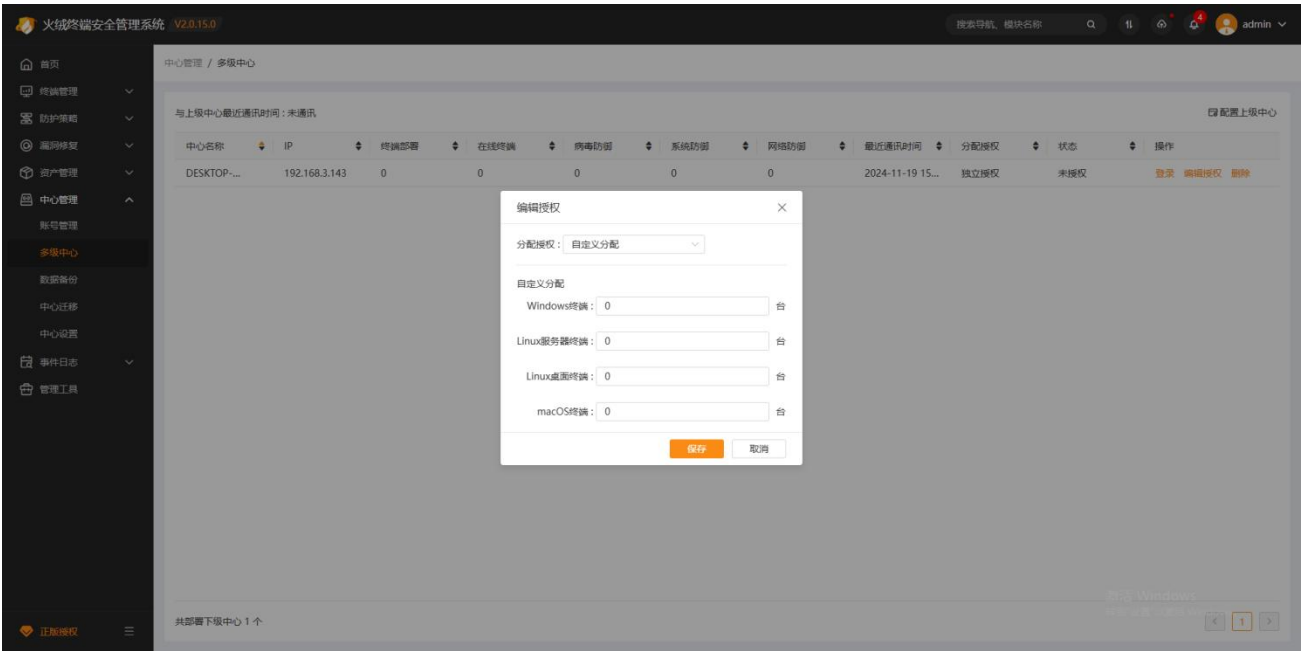 火绒终端安全管理系统 V2.0.15.0 搜索导航、模块名称 4 admin
首页
终端管理
防护策略
漏洞修复
资产管理
中心管理
账号管理
多级中心
数据备份
中心迁移
中心设置
事件日志
管理工具
正版授权
中心管理 / 多级中心
与上级中心最近通讯时间 : 未通讯 配置上级中心
中心名称 IP 终端部署 在线终端 病毒防御 系统防御 网络防御 最近通讯时间 分配授权 状态 操作
DESKTOP-... 192.168.3.143 0 0 0 0 0 2024-11-19 15... 独立授权 未授权 登录 编辑授权 删除
编辑授权
分配授权 : 自定义分配
自定义分配
Windows终端 : 0 台
Linux服务器终端 : 0 台
Linux桌面终端 : 0 台
macOS终端 : 0 台
保存 取消
激活 Windows
共部署下级中心 1 个 1